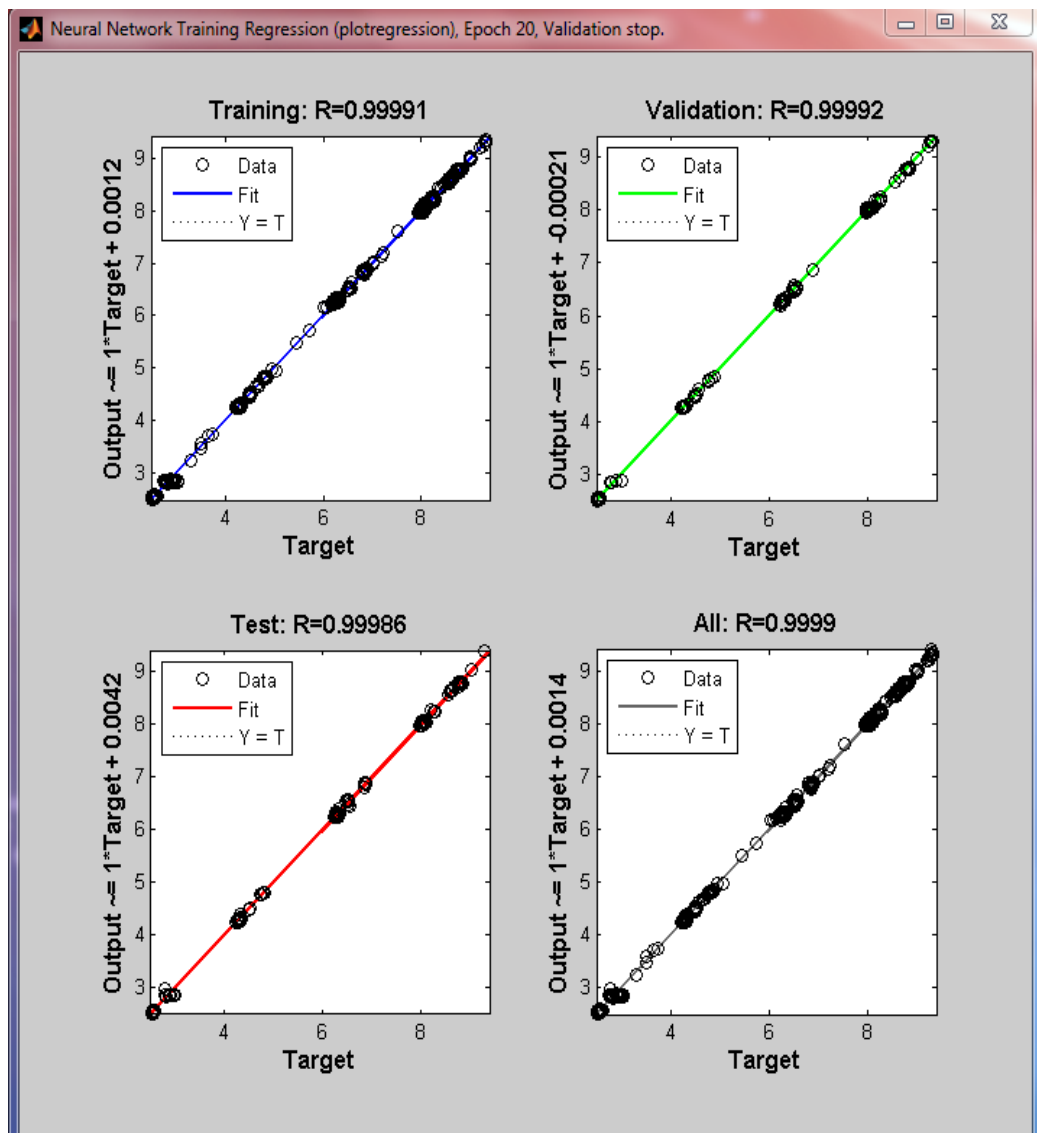 Neural Network Training Regression (plotregression), Epoch 20, Validation stop.
Training: R=0.99991
Output ~= 1*Target + 0.0012
Data
Fit
Y = T
9
8
7
6
5
4
3
4 6 8
Target
Validation: R=0.99992
Output ~= 1*Target + -0.00021
Data
Fit
Y = T
9
8
7
6
5
4
3
4 6 8
Target
Test: R=0.99986
Output ~= 1*Target + 0.0042
Data
Fit
Y = T
9
8
7
6
5
4
3
4 6 8
Target
All: R=0.9999
Output ~= 1*Target + 0.0014
Data
Fit
Y = T
9
8
7
6
5
4
3
4 6 8
Target